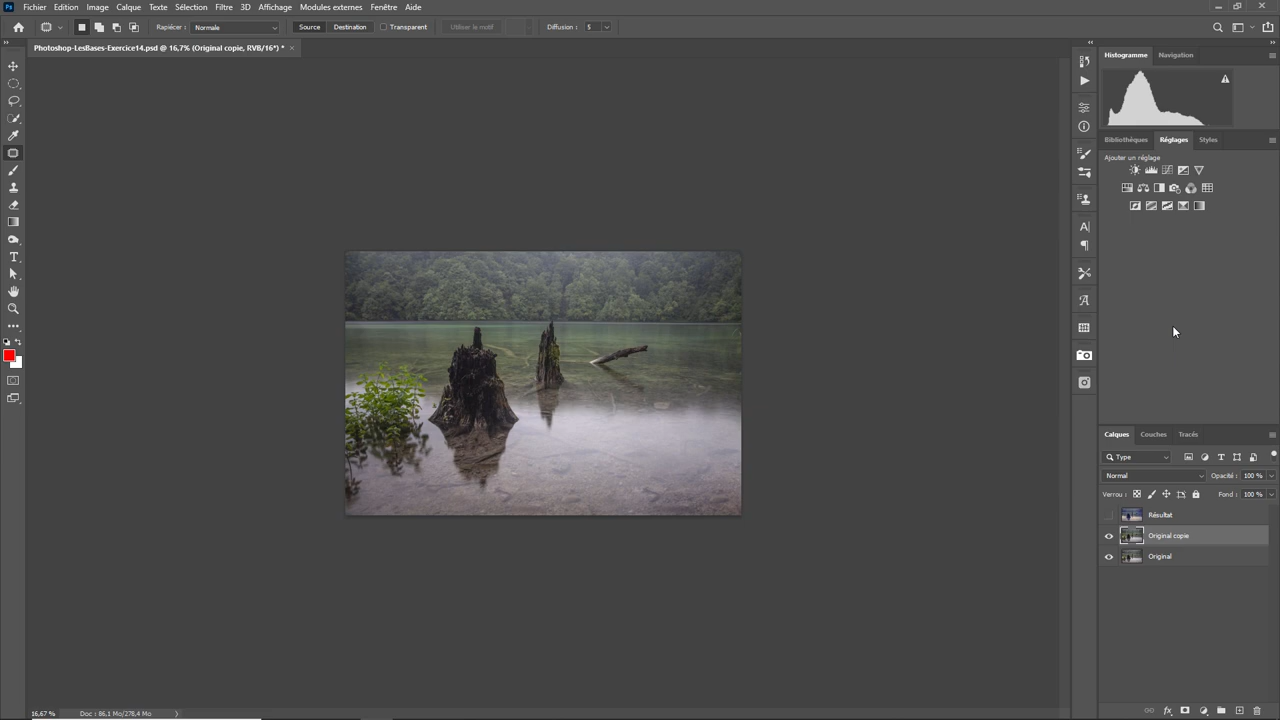 Ps Fichier Edition Image Calque Texte Sélection Filtre 3D Affichage Modules externes Fenêtre Aide
Rapiécer : Normale Source Destination Transparent Utiliser le motif Diffusion : 5
Photoshop-LesBases-Exercice14.psd @ 16,7% (Original copie, RVB/16*) * ×
Histogramme Navigation
Bibliothèques Réglages Styles
Ajouter un réglage
Calques Couches Tracés
Type
Normal Opacité : 100 %
Verrou : Fond : 100 %
Résultat
Original copie
Original
16,67 % Doc : 86,1 Mo/278,4 Mo